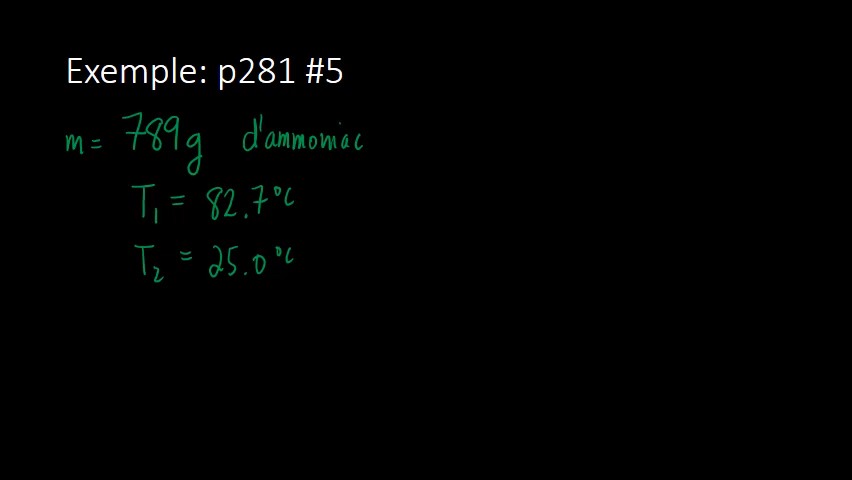 Exemple: p281 #5
m = 789g d'ammoniac
T₁ = 82.7°C
T₂ = 25.0°C